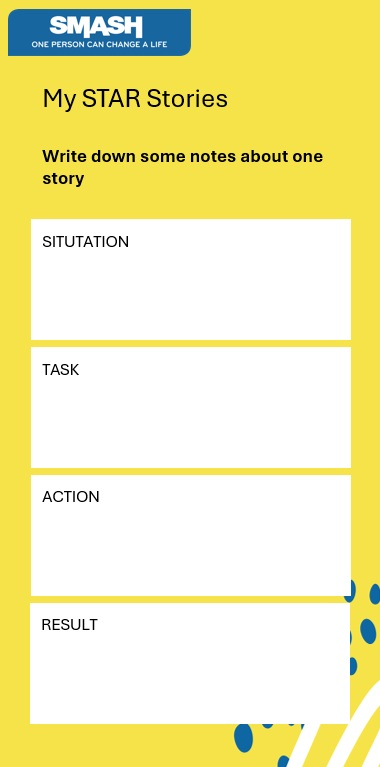 SMASH
ONE PERSON CAN CHANGE A LIFE
My STAR Stories
Write down some notes about one
story
SITUTATION
TASK
ACTION
RESULT